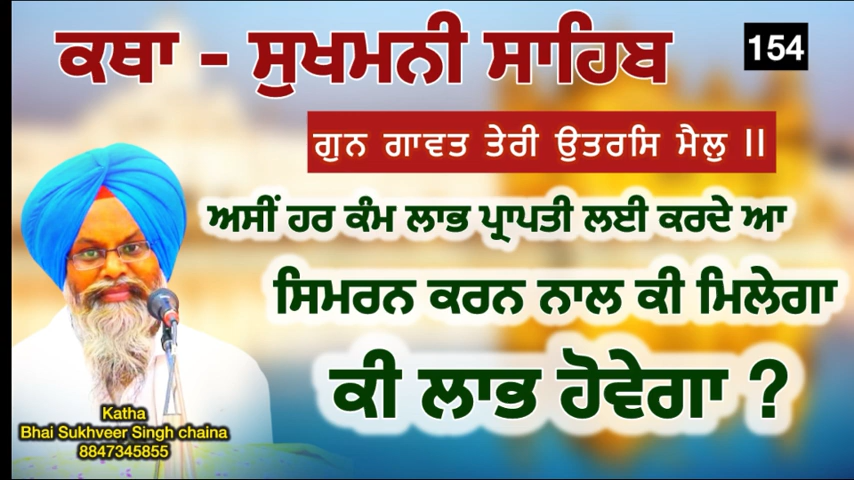 ਕਥਾ - ਸੁਖਮਨੀ ਸਾਹਿਬ
154
ਗੁਨ ਗਾਵਤ ਤੇਰੀ ਉਤਰਸਿ ਮੈਲੁ ॥
ਅਸੀਂ ਹਰ ਕੰਮ ਲਾਭ ਪ੍ਰਾਪਤੀ ਲਈ ਕਰਦੇ ਆ
ਸਿਮਰਨ ਕਰਨ ਨਾਲ ਕੀ ਮਿਲੇਗਾ
ਕੀ ਲਾਭ ਹੋਵੇਗਾ ?
Katha
Bhai Sukhveer Singh chaina
8847345855